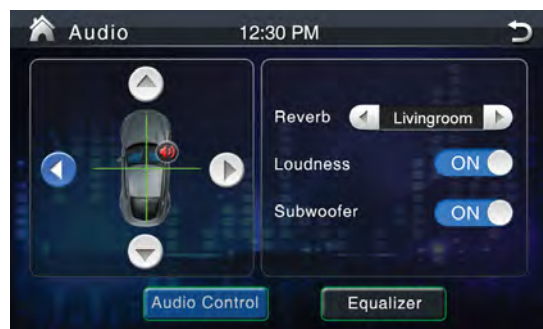 Audio 12:30 PM
Reverb Livingroom
Loudness ON
Subwoofer ON
Audio Control Equalizer